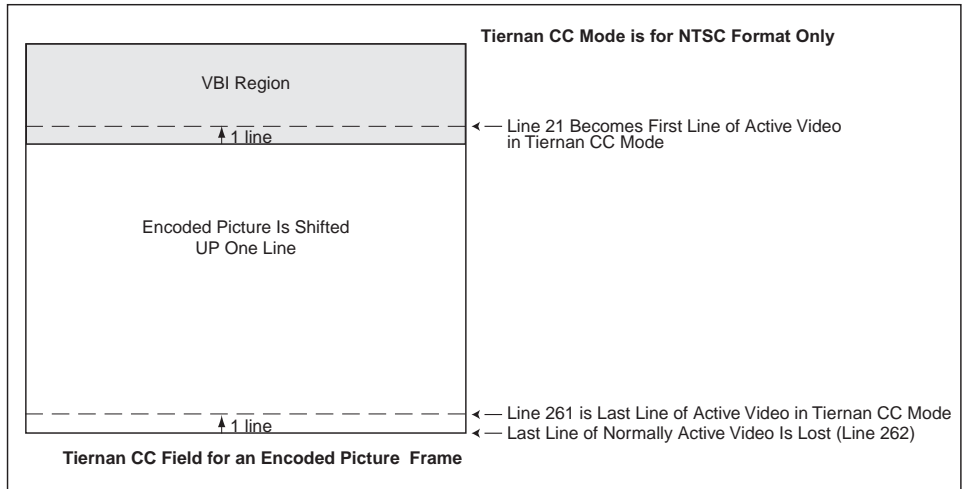 Tiernan CC Mode is for NTSC Format Only
VBI Region
Line 21 Becomes First Line of Active Video
in Tiernan CC Mode
1 line
Encoded Picture Is Shifted
UP One Line
Line 261 is Last Line of Active Video in Tiernan CC Mode
1 line
Last Line of Normally Active Video Is Lost (Line 262)
Tiernan CC Field for an Encoded Picture Frame